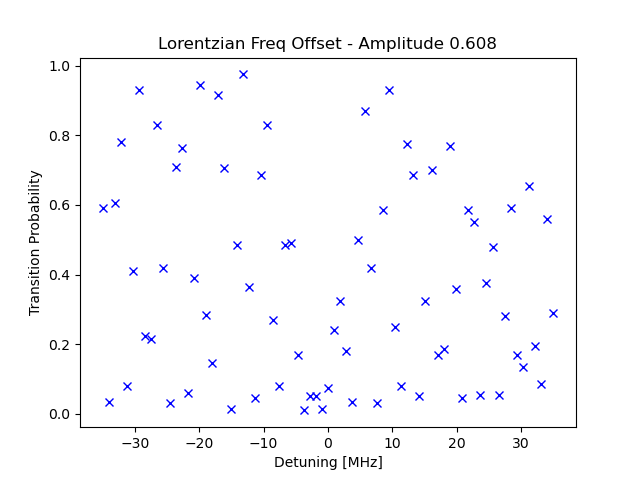 Lorentzian Freq Offset - Amplitude 0.608
1.0
0.8
0.6
0.4
0.2
0.0
Transition Probability
−30 −20 −10 0 10 20 30
Detuning [MHz]